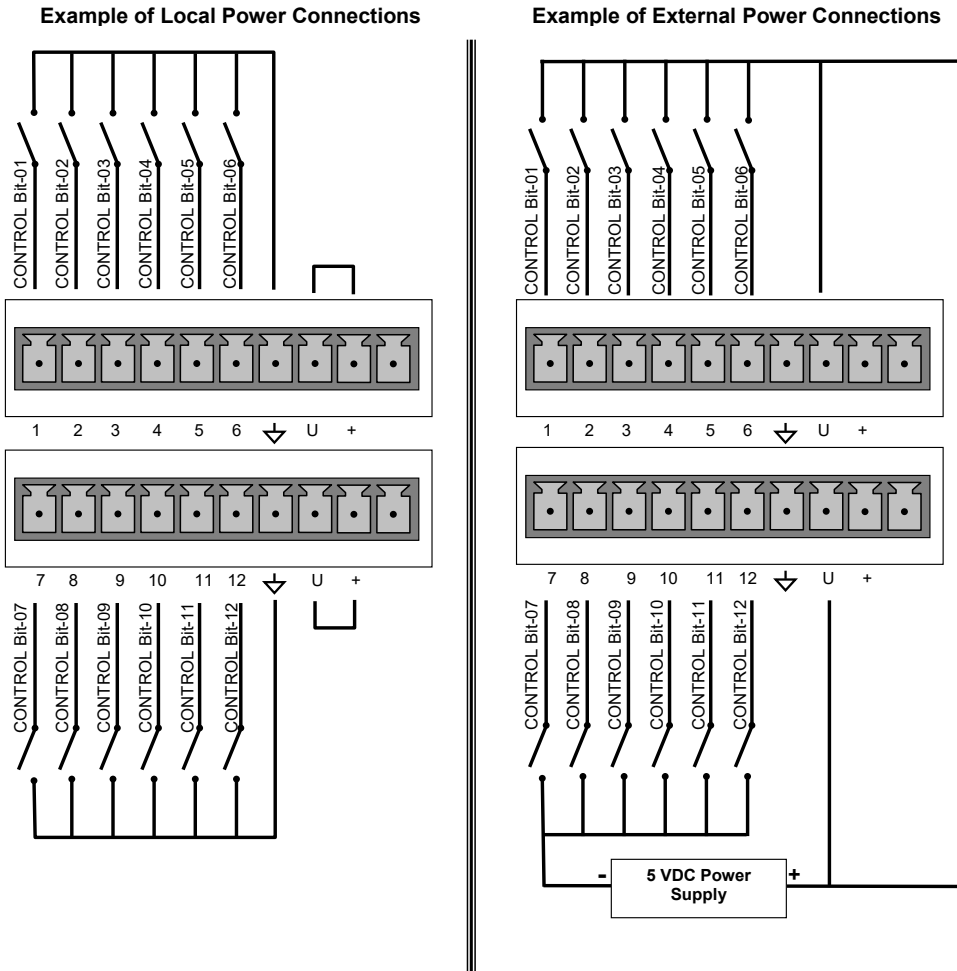 Example of Local Power Connections
CONTROL Bit-01
CONTROL Bit-02
CONTROL Bit-03
CONTROL Bit-04
CONTROL Bit-05
CONTROL Bit-06
1 2 3 4 5 6 U +
7 8 9 10 11 12 U +
CONTROL Bit-07
CONTROL Bit-08
CONTROL Bit-09
CONTROL Bit-10
CONTROL Bit-11
CONTROL Bit-12
Example of External Power Connections
CONTROL Bit-01
CONTROL Bit-02
CONTROL Bit-03
CONTROL Bit-04
CONTROL Bit-05
CONTROL Bit-06
1 2 3 4 5 6 U +
7 8 9 10 11 12 U +
CONTROL Bit-07
CONTROL Bit-08
CONTROL Bit-09
CONTROL Bit-10
CONTROL Bit-11
CONTROL Bit-12
- 5 VDC Power +
Supply